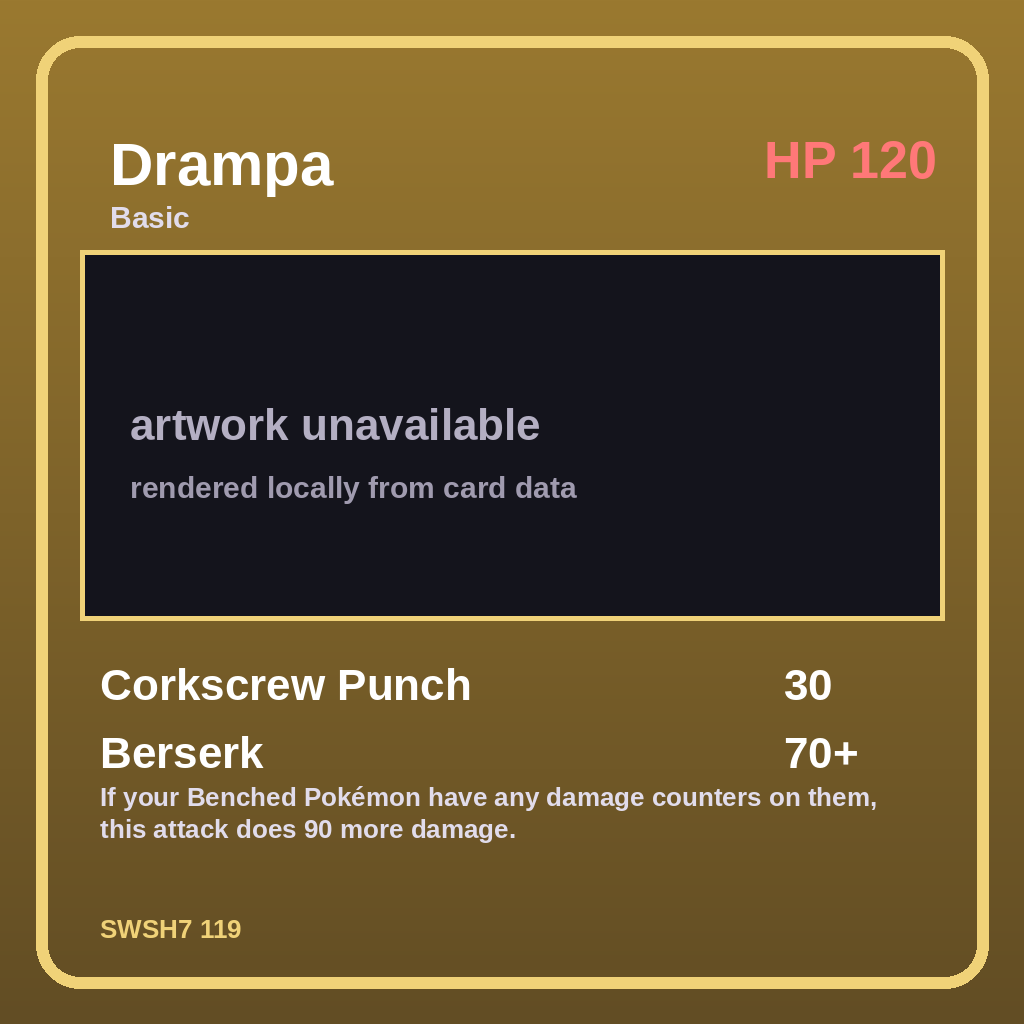 Drampa
HP 120
Basic
artwork unavailable
rendered locally from card data
Corkscrew Punch 30
Berserk 70+
If your Benched Pokémon have any damage counters on them,
this attack does 90 more damage.
SWSH7 119